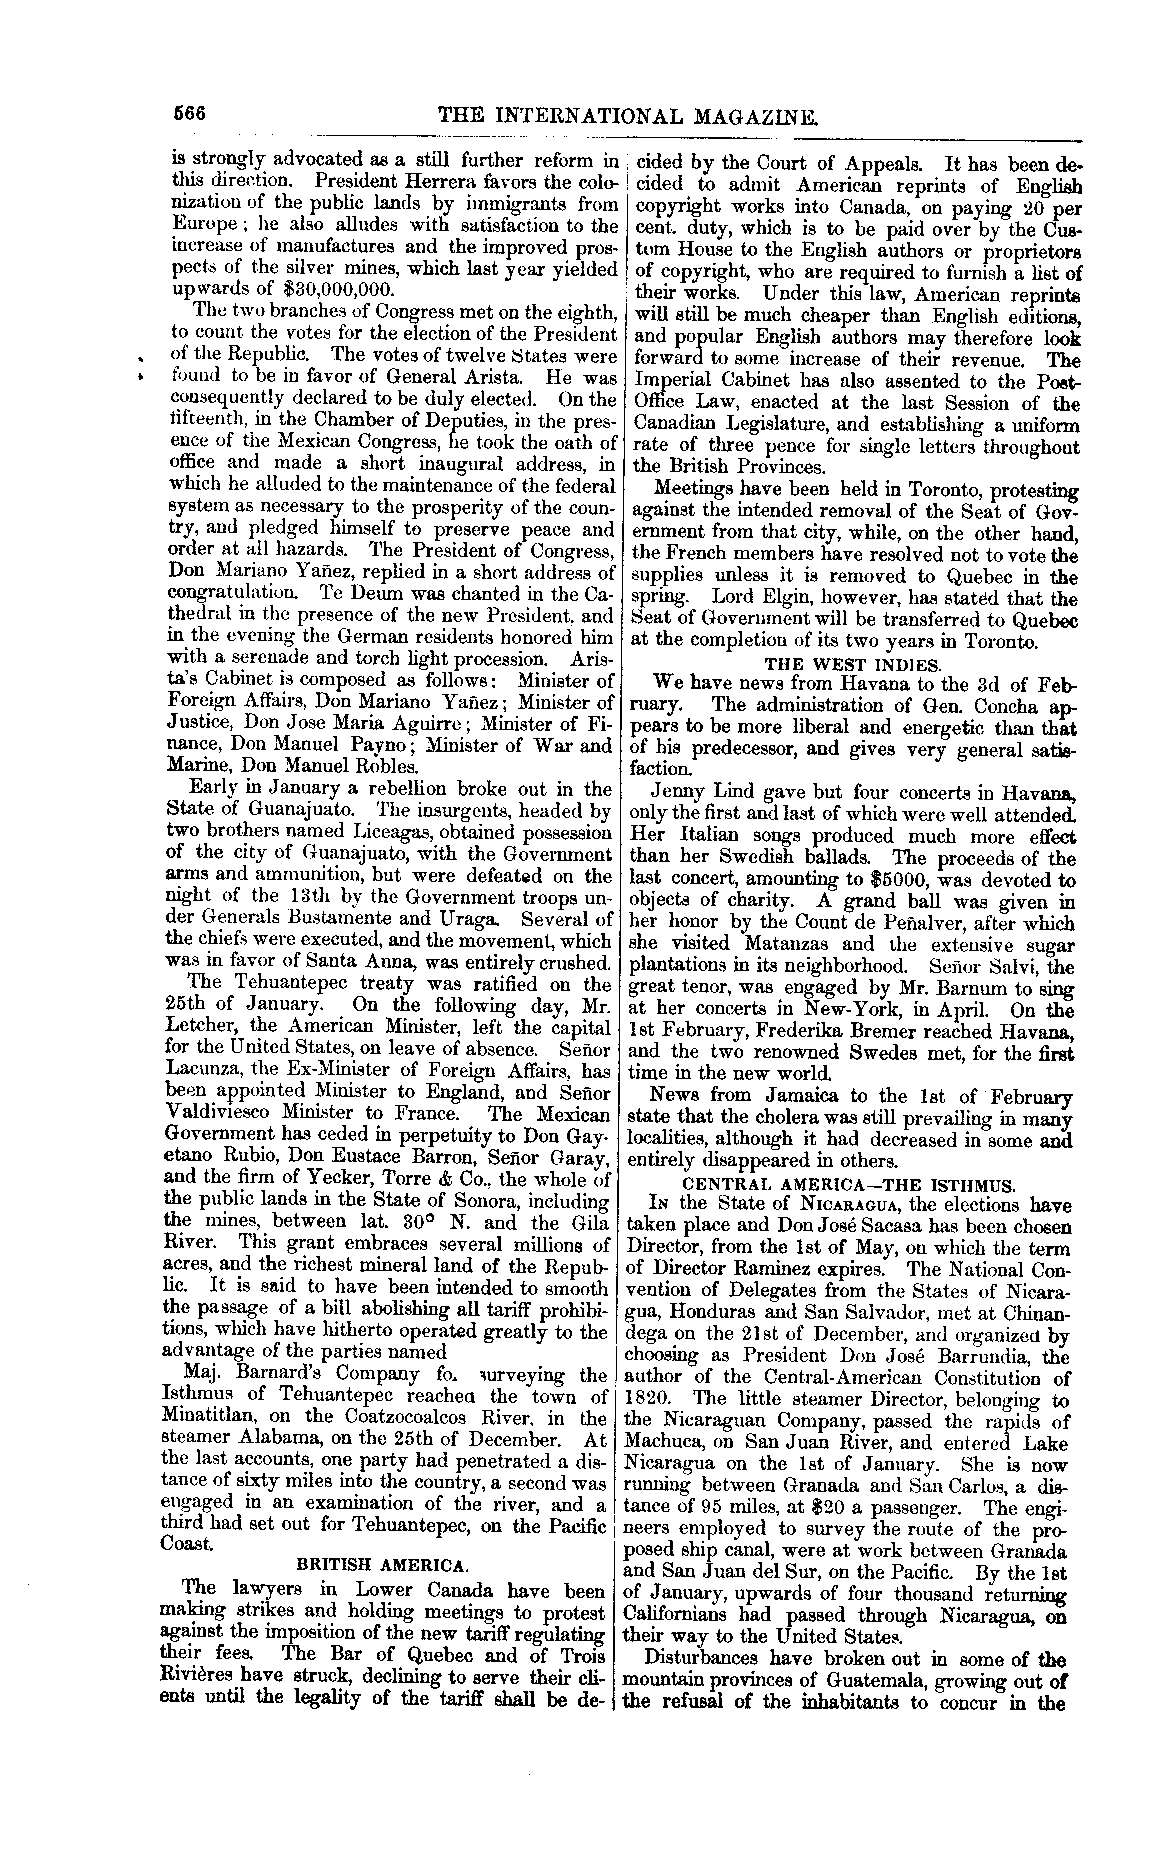 566 THE INTERNATIONAL MAGAZINE.
is strongly advocated as a still further reform in
this direction. President Herrera favors the colo-
nization of the public lands by immigrants from
Europe; he also alludes with satisfaction to the
increase of manufactures and the improved pros-
pects of the silver mines, which last year yielded
upwards of $30,000,000.
The two branches of Congress met on the eighth,
to count the votes for the election of the President
of the Republic. The votes of twelve States were
found to be in favor of General Arista. He was
consequently declared to be duly elected. On the
fifteenth, in the Chamber of Deputies, in the pres-
ence of the Mexican Congress, he took the oath of
office and made a short inaugural address, in
which he alluded to the maintenance of the federal
system as necessary to the prosperity of the coun-
try, and pledged himself to preserve peace and
order at all hazards. The President of Congress,
Don Mariano Yañez, replied in a short address of
congratulation. Te Deum was chanted in the Ca-
thedral in the presence of the new President, and
in the evening the German residents honored him
with a serenade and torch light procession. Aris-
ta's Cabinet is composed as follows: Minister of
Foreign Affairs, Don Mariano Yañez; Minister of
Justice, Don Jose Maria Aguirre; Minister of Fi-
nance, Don Manuel Payno; Minister of War and
Marine, Don Manuel Robles.
Early in January a rebellion broke out in the
State of Guanajuato. The insurgents, headed by
two brothers named Liceagas, obtained possession
of the city of Guanajuato, with the Government
arms and ammunition, but were defeated on the
night of the 13th by the Government troops un-
der Generals Bustamente and Uraga. Several of
the chiefs were executed, and the movement, which
was in favor of Santa Anna, was entirely crushed.
The Tehuantepec treaty was ratified on the
25th of January. On the following day, Mr.
Letcher, the American Minister, left the capital
for the United States, on leave of absence. Señor
Lacunza, the Ex-Minister of Foreign Affairs, has
been appointed Minister to England, and Señor
Valdiviesco Minister to France. The Mexican
Government has ceded in perpetuity to Don Gay-
etano Rubio, Don Eustace Barron, Señor Garay,
and the firm of Yecker, Torre & Co., the whole of
the public lands in the State of Sonora, including
the mines, between lat. 30° N. and the Gila
River. This grant embraces several millions of
acres, and the richest mineral land of the Repub-
lic. It is said to have been intended to smooth
the passage of a bill abolishing all tariff prohibi-
tions, which have hitherto operated greatly to the
advantage of the parties named
Maj. Barnard's Company fo. surveying the
Isthmus of Tehuantepec reached the town of
Minatitlan, on the Coatzocoalcos River, in the
steamer Alabama, on the 25th of December. At
the last accounts, one party had penetrated a dis-
tance of sixty miles into the country, a second was
engaged in an examination of the river, and a
third had set out for Tehuantepec, on the Pacific
Coast.
BRITISH AMERICA.
The lawyers in Lower Canada have been
making strikes and holding meetings to protest
against the imposition of the new tariff regulating
their fees. The Bar of Quebec and of Trois
Rivières have struck, declining to serve their cli-
ents until the legality of the tariff shall be de-
cided by the Court of Appeals. It has been de-
cided to admit American reprints of English
copyright works into Canada, on paying 20 per
cent. duty, which is to be paid over by the Cus-
tom House to the English authors or proprietors
of copyright, who are required to furnish a list of
their works. Under this law, American reprints
will still be much cheaper than English editions,
and popular English authors may therefore look
forward to some increase of their revenue. The
Imperial Cabinet has also assented to the Post-
Office Law, enacted at the last Session of the
Canadian Legislature, and establishing a uniform
rate of three pence for single letters throughout
the British Provinces.
Meetings have been held in Toronto, protesting
against the intended removal of the Seat of Gov-
ernment from that city, while, on the other hand,
the French members have resolved not to vote the
supplies unless it is removed to Quebec in the
spring. Lord Elgin, however, has stated that the
Seat of Government will be transferred to Quebec
at the completion of its two years in Toronto.
THE WEST INDIES.
We have news from Havana to the 3d of Feb-
ruary. The administration of Gen. Concha ap-
pears to be more liberal and energetic than that
of his predecessor, and gives very general satis-
faction.
Jenny Lind gave but four concerts in Havana,
only the first and last of which were well attended.
Her Italian songs produced much more effect
than her Swedish ballads. The proceeds of the
last concert, amounting to $5000, was devoted to
objects of charity. A grand ball was given in
her honor by the Count de Peñalver, after which
she visited Matanzas and the extensive sugar
plantations in its neighborhood. Señor Salvi, the
great tenor, was engaged by Mr. Barnum to sing
at her concerts in New-York, in April. On the
1st February, Frederika Bremer reached Havana,
and the two renowned Swedes met, for the first
time in the new world.
News from Jamaica to the 1st of February
state that the cholera was still prevailing in many
localities, although it had decreased in some and
entirely disappeared in others.
CENTRAL AMERICA—THE ISTHMUS.
IN the State of NICARAGUA, the elections have
taken place and Don José Sacasa has been chosen
Director, from the 1st of May, on which the term
of Director Raminez expires. The National Con-
vention of Delegates from the States of Nicara-
gua, Honduras and San Salvador, met at Chinan-
dega on the 21st of December, and organized by
choosing as President Don José Barrundia, the
author of the Central-American Constitution of
1820. The little steamer Director, belonging to
the Nicaraguan Company, passed the rapids of
Machuca, on San Juan River, and entered Lake
Nicaragua on the 1st of January. She is now
running between Granada and San Carlos, a dis-
tance of 95 miles, at $20 a passenger. The engi-
neers employed to survey the route of the pro-
posed ship canal, were at work between Granada
and San Juan del Sur, on the Pacific. By the 1st
of January, upwards of four thousand returning
Californians had passed through Nicaragua, on
their way to the United States.
Disturbances have broken out in some of the
mountain provinces of Guatemala, growing out of
the refusal of the inhabitants to concur in the